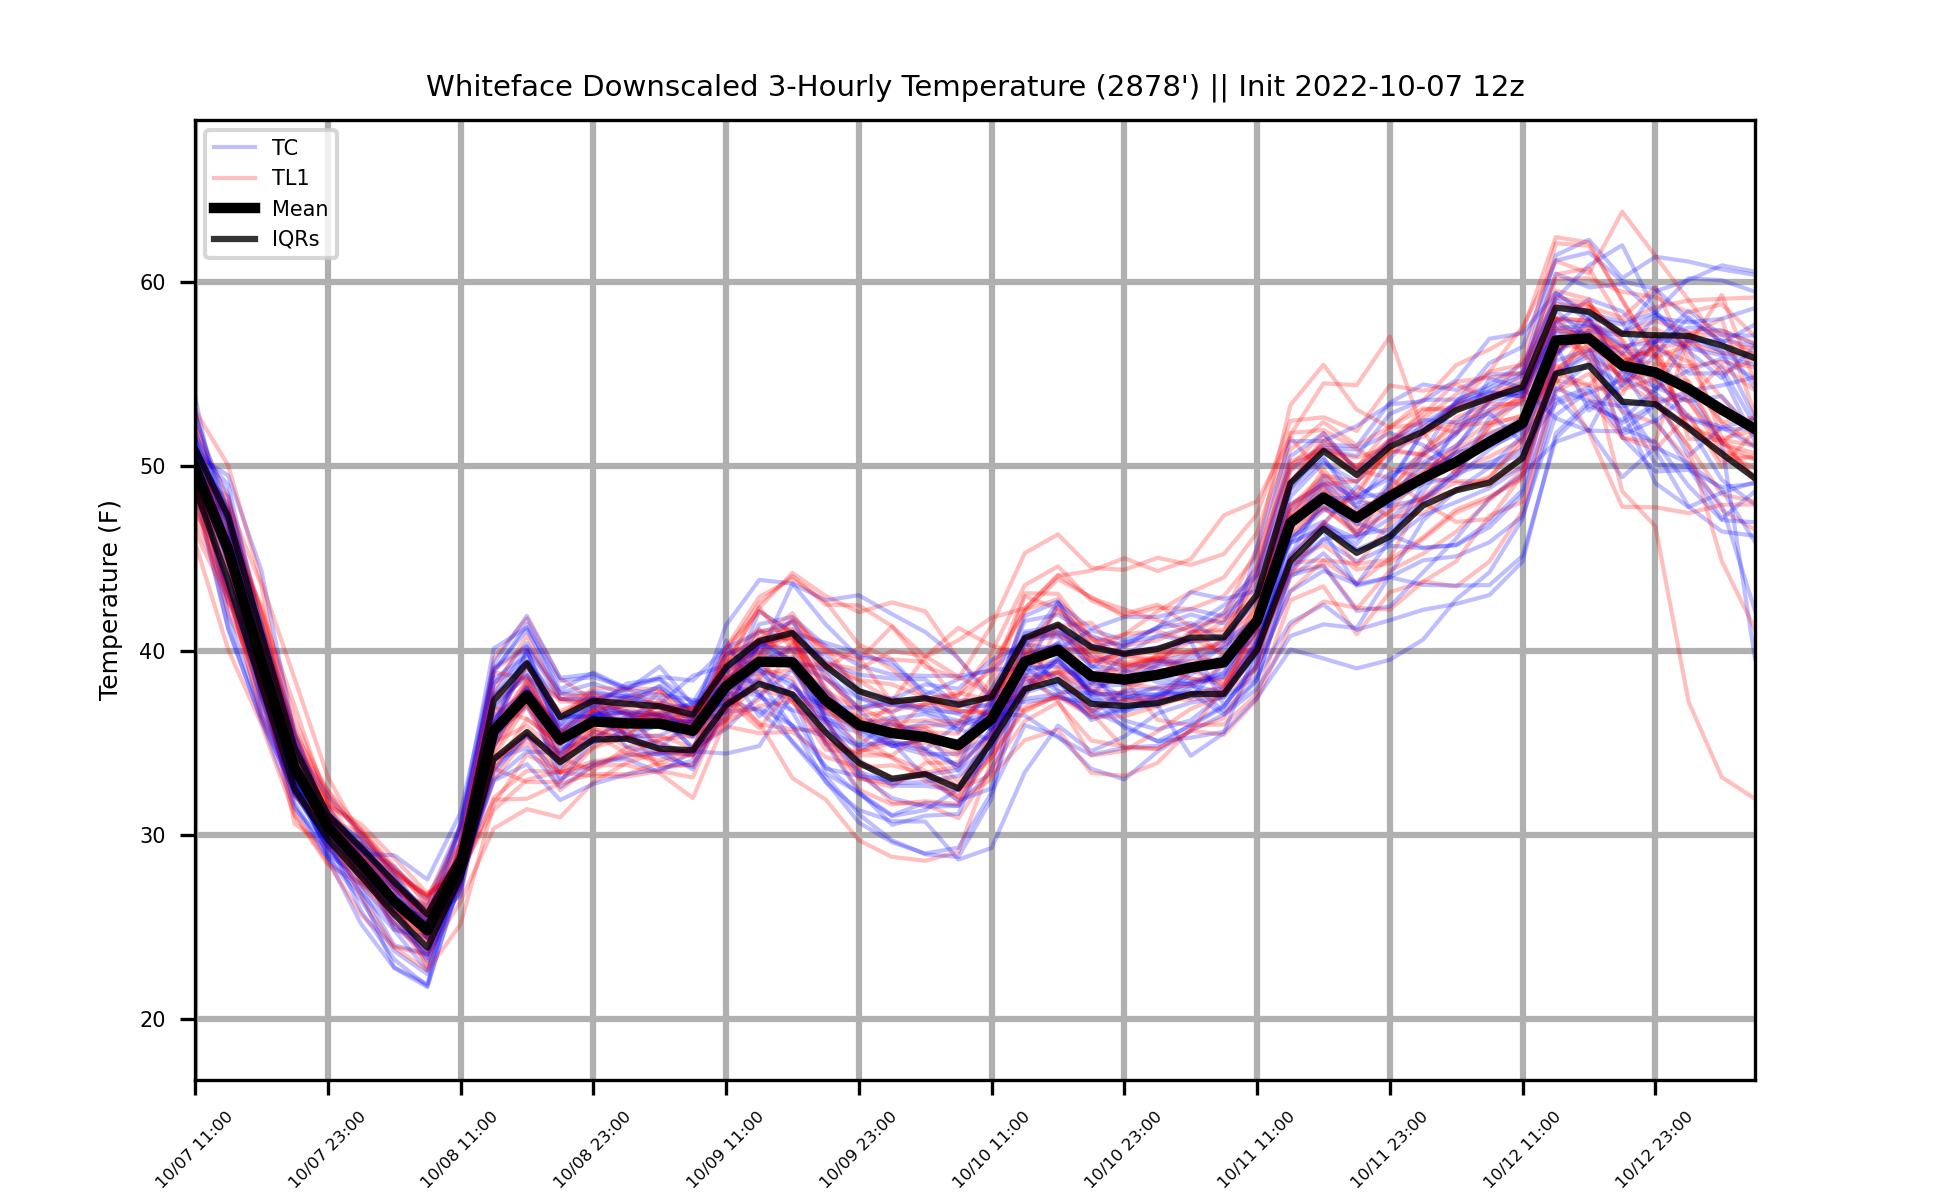 Whiteface Downscaled 3-Hourly Temperature (2878') || Init 2022-10-07 12z
TC
TL1
Mean
IQRs
Temperature (F)
60
50
40
30
20
10/07 11:00
10/07 23:00
10/08 11:00
10/08 23:00
10/09 11:00
10/09 23:00
10/10 11:00
10/10 23:00
10/11 11:00
10/11 23:00
10/12 11:00
10/12 23:00